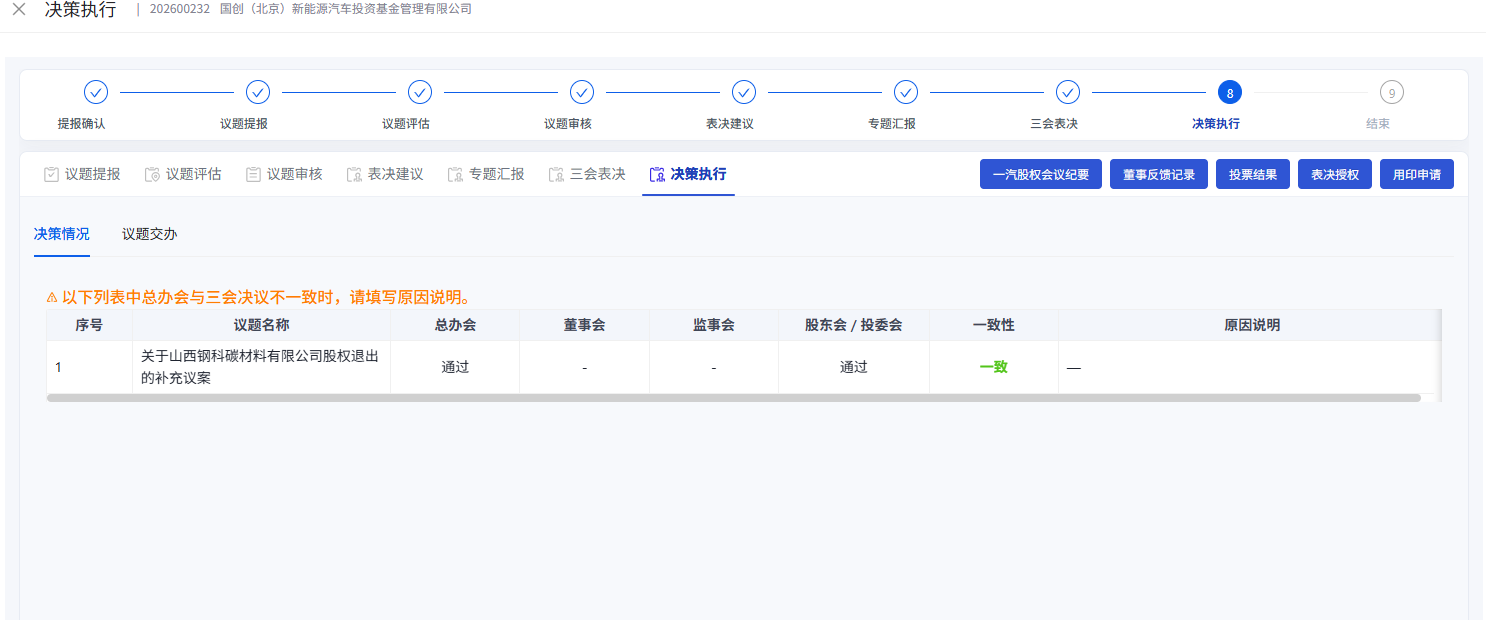 决策执行 | 202600232 国创（北京）新能源汽车投资基金管理有限公司
8 9
提报确认 议题提报 议题评估 议题审核 表决建议 专题汇报 三会表决 决策执行 结束
议题提报 议题评估 议题审核 表决建议 专题汇报 三会表决 决策执行 一汽股权会议纪要 董事反馈记录 投票结果 表决授权 用印申请
决策情况 议题交办
以下列表中总办会与三会决议不一致时，请填写原因说明。
序号 议题名称 总办会 董事会 监事会 股东会 / 投委会 一致性 原因说明
1 关于山西钢科碳材料有限公司股权退出的补充议案 通过 - - 通过 一致 —